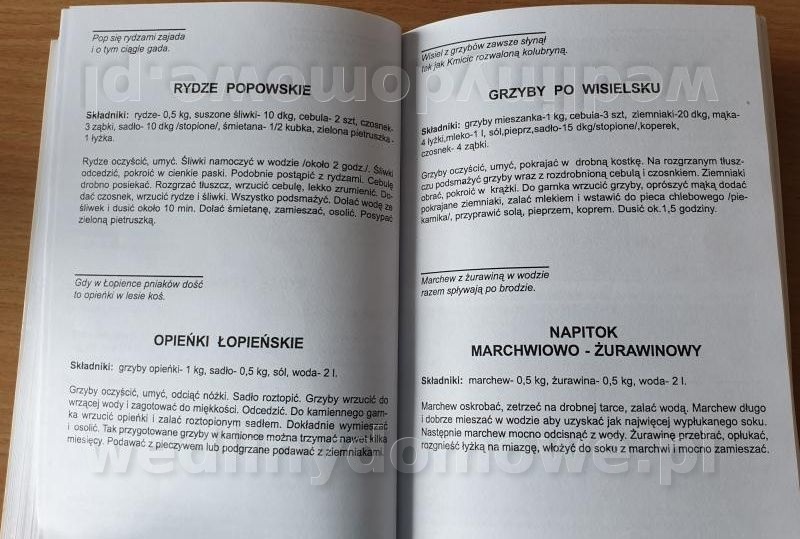 Pop się rydzami zajada
i o tym ciągle gada.
RYDZE POPOWSKIE
Składniki: rydze- 0,5 kg, suszone śliwki- 10 dkg, cebula- 2 szt, czosnek-
3 ząbki, sadło- 10 dkg /stopione/, śmietana- 1/2 kubka, zielona pietruszka -
1 łyżka.
Rydze oczyścić, umyć. Śliwki namoczyć w wodzie /około 2 godz./. Śliwki
odcedzić, pokroić w cienkie paski. Podobnie postąpić z rydzami. Cebulę
drobno posiekać. Rozgrzać tłuszcz, wrzucić cebulę, lekko zrumienić. Do-
dać czosnek, wrzucić rydze i śliwki. Wszystko podsmażyć. Dolać wodę ze
śliwek i dusić około 10 min. Dolać śmietanę, zamieszać, osolić. Posypać
zieloną pietruszką.
Gdy w Łopience pniaków dość
to opieńki w lesie koś.
OPIEŃKI ŁOPIEŃSKIE
Składniki: grzyby opieńki- 1 kg, sadło- 0,5 kg, sól, woda- 2 l.
Grzyby oczyścić, umyć, odciąć nóżki. Sadło roztopić. Grzyby wrzucić do
wrzącej wody i zagotować do miękkości. Odcedzić. Do kamiennego garn-
ka wrzucić opieńki i zalać roztopionym sadłem. Dokładnie wymieszać
i osolić. Tak przygotowane grzyby w kamionce można trzymać nawet kilka
miesięcy. Podawać z pieczywem lub podgrzane podawać z ziemniakami.
Wisiel z grzybów zawsze słynął
tak jak Kmicic rozwaloną kolubryną.
GRZYBY PO WISIELSKU
Składniki: grzyby mieszanka-1 kg, cebula-3 szt, ziemniaki-20 dkg, mąka-
4 łyżki,mleko-1 l, sól,pieprz,sadło-15 dkg/stopione/,koperek,
czosnek- 4 ząbki.
Grzyby oczyścić, umyć, pokrajać w drobną kostkę. Na rozgrzanym tłusz-
czu podsmażyć grzyby wraz z rozdrobnioną cebulą i czosnkiem. Ziemniaki
obrać, pokroić w krążki. Do garnka wrzucić grzyby, oprószyć mąką dodać
pokrajane ziemniaki, zalać mlekiem i wstawić do pieca chlebowego /pie-
karnika/, przyprawić solą, pieprzem, koprem. Dusić ok.1,5 godziny.
Marchew z żurawiną w wodzie
razem spływają po brodzie.
NAPITOK
MARCHWIOWO - ŻURAWINOWY
Składniki: marchew- 0,5 kg, żurawina- 0,5 kg, woda- 2 l.
Marchew oskrobać, zetrzeć na drobnej tarce, zalać wodą. Marchew długo
i dobrze mieszać w wodzie aby uzyskać jak najwięcej wypłukanego soku.
Następnie marchew mocno odcisnąć z wody. Żurawinę przebrać, opłukać,
rozgnieść łyżką na miazgę, włożyć do soku z marchwi i mocno zamieszać.
wedlinydomowe.pl
wedlinydomowe.pl